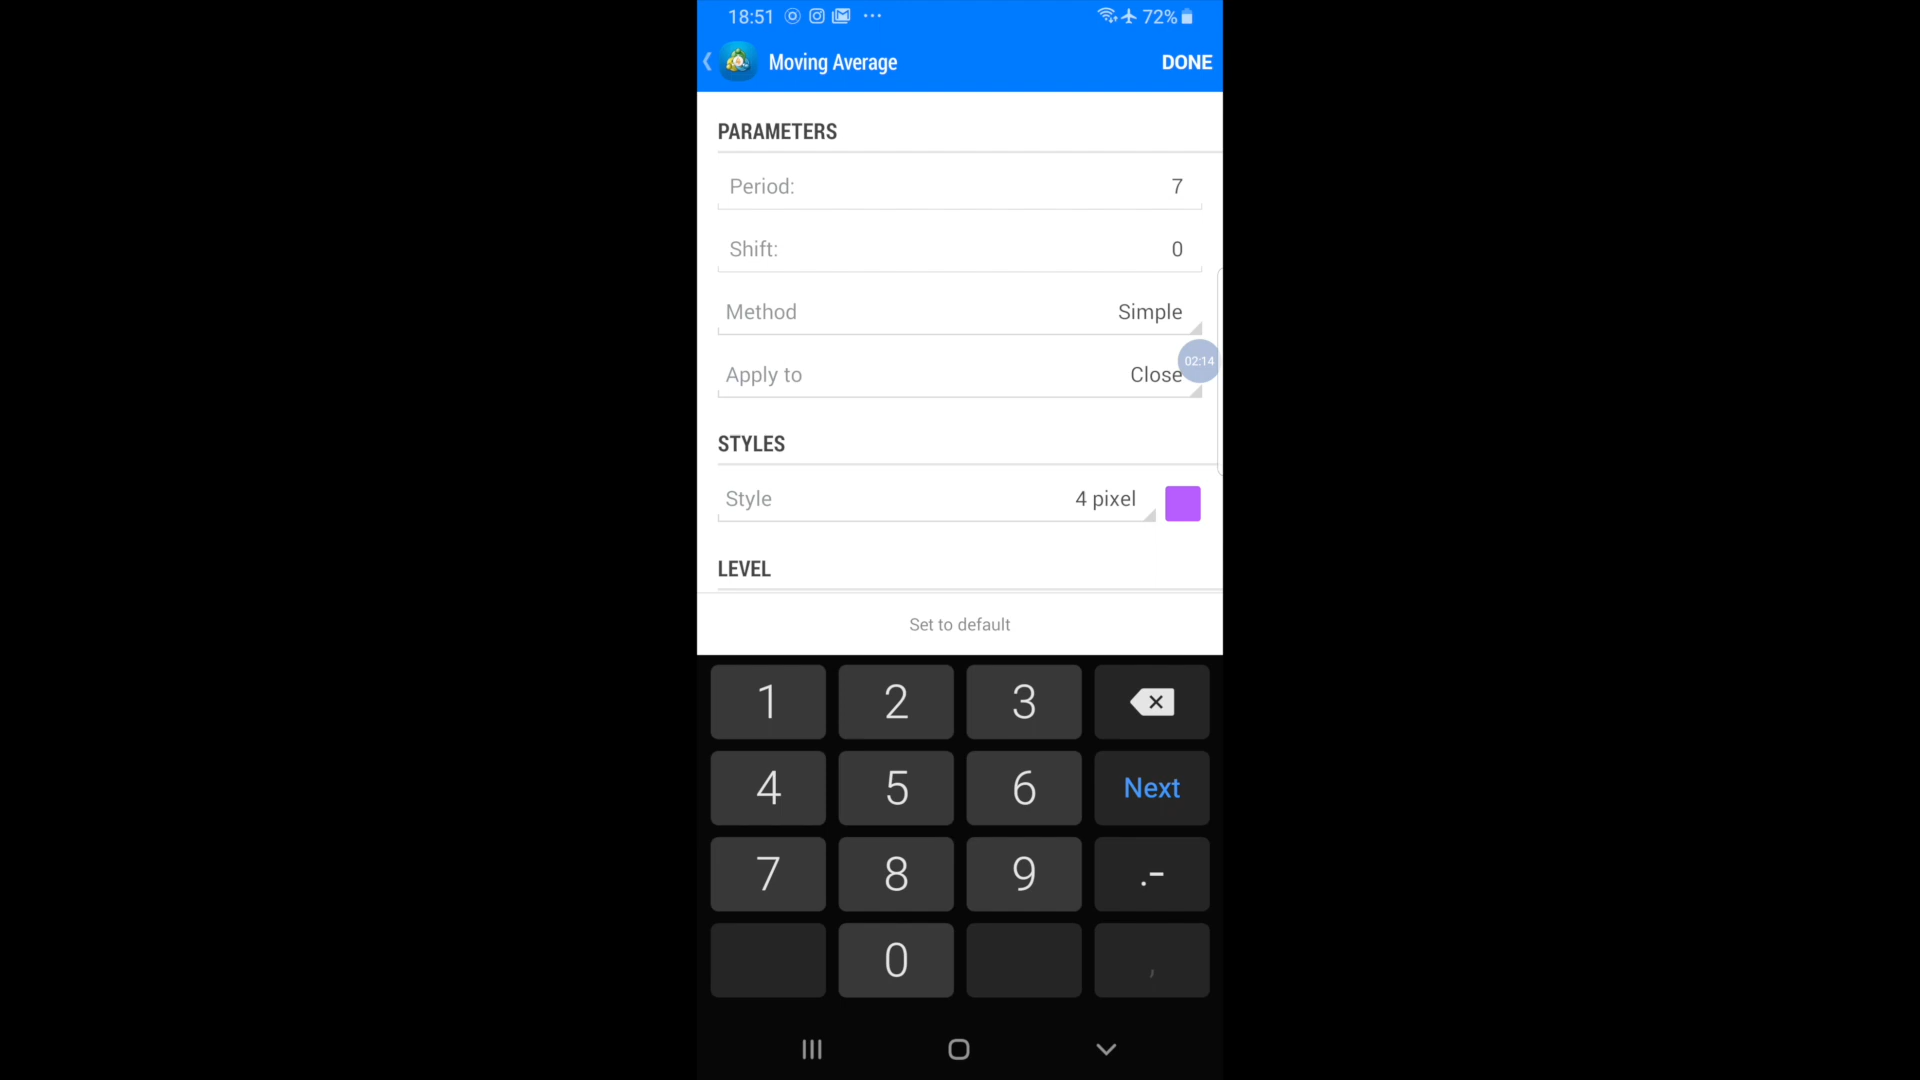 18:51 ... 72%
Moving Average DONE
PARAMETERS
Period: 7
Shift: 0
Method Simple
02:14
Apply to Close
STYLES
Style 4 pixel
LEVEL
Set to default
1 2 3
4 5 6 Next
7 8 9 .-
0 ,